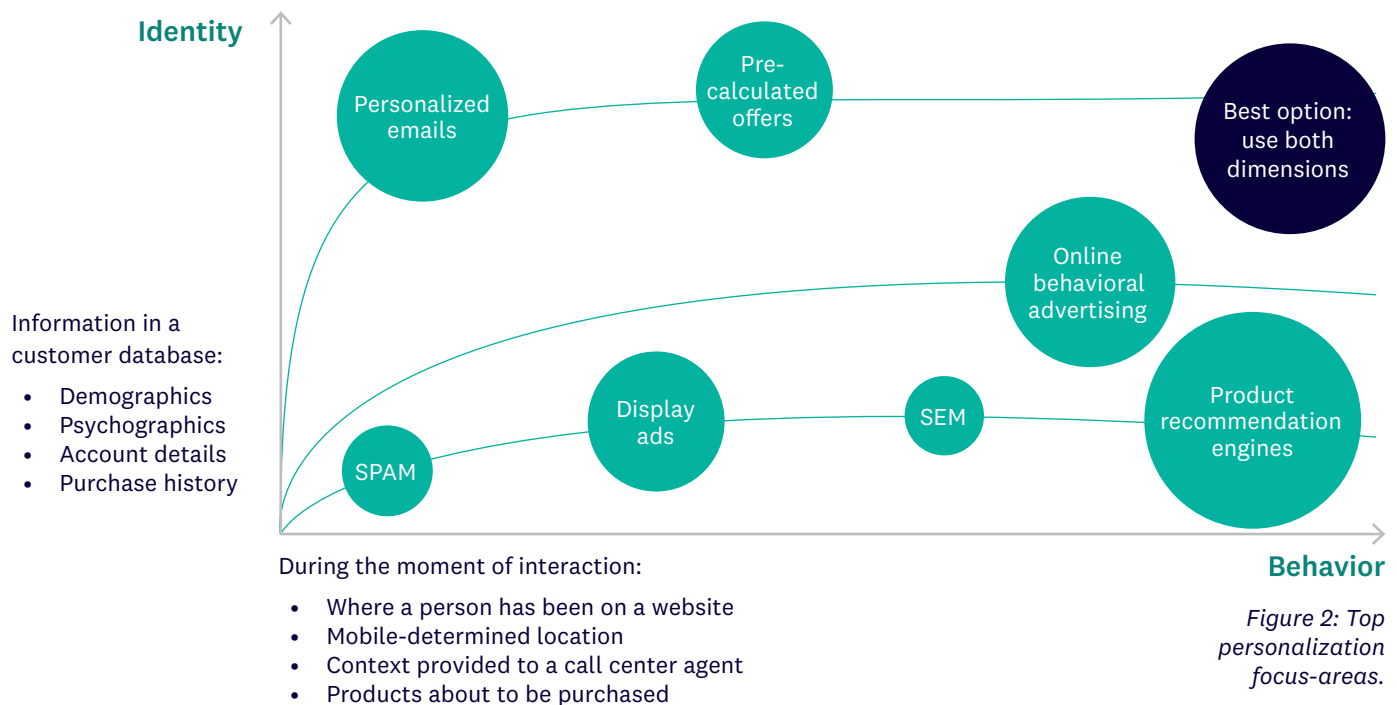 Identity
Personalized
emails
Pre-
calculated
offers
Best option:
use both
dimensions
Online
behavioral
advertising
Information in a
customer database:
• Demographics
• Psychographics
• Account details
• Purchase history
SPAM
Display
ads
SEM
Product
recommendation
engines
During the moment of interaction:
• Where a person has been on a website
• Mobile-determined location
• Context provided to a call center agent
• Products about to be purchased
Behavior
Figure 2: Top
personalization
focus-areas.